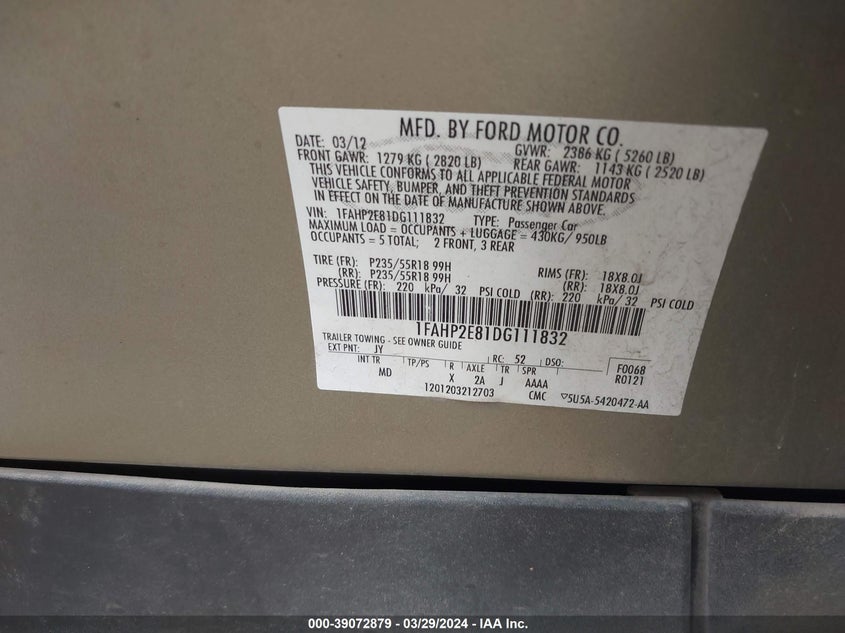 MFD. BY FORD MOTOR CO.
DATE: 03/12 GVWR: 2386 KG ( 5260 LB)
FRONT GAWR: 1279 KG ( 2820 LB) REAR GAWR: 1143 KG ( 2520 LB)
THIS VEHICLE CONFORMS TO ALL APPLICABLE FEDERAL MOTOR
VEHICLE SAFETY, BUMPER, AND THEFT PREVENTION STANDARDS
IN EFFECT ON THE DATE OF MANUFACTURE SHOWN ABOVE.
VIN: 1FAHP2E81DG111832 TYPE: Passenger Car
MAXIMUM LOAD = OCCUPANTS + LUGGAGE = 430KG/ 950LB
OCCUPANTS = 5 TOTAL; 2 FRONT, 3 REAR
TIRE (FR): P235/55R18 99H RIMS (FR): 18X8.0J
(RR): P235/55R18 99H (RR): 18X8.0J
PRESSURE (FR): 220 kPa/ 32 PSI COLD (RR): 220 kPa/ 32 PSI COLD
1FAHP2E81DG111832
TRAILER TOWING - SEE OWNER GUIDE
EXT PNT: JY RC: 52 DSO: F0068
INT TR TP/PS R AXLE TR SPR R0121
MD X 2A J AAAA
1201203212703 CMC ▽5U5A-5420472-AA
000-39072879 - 03/29/2024 - IAA Inc.